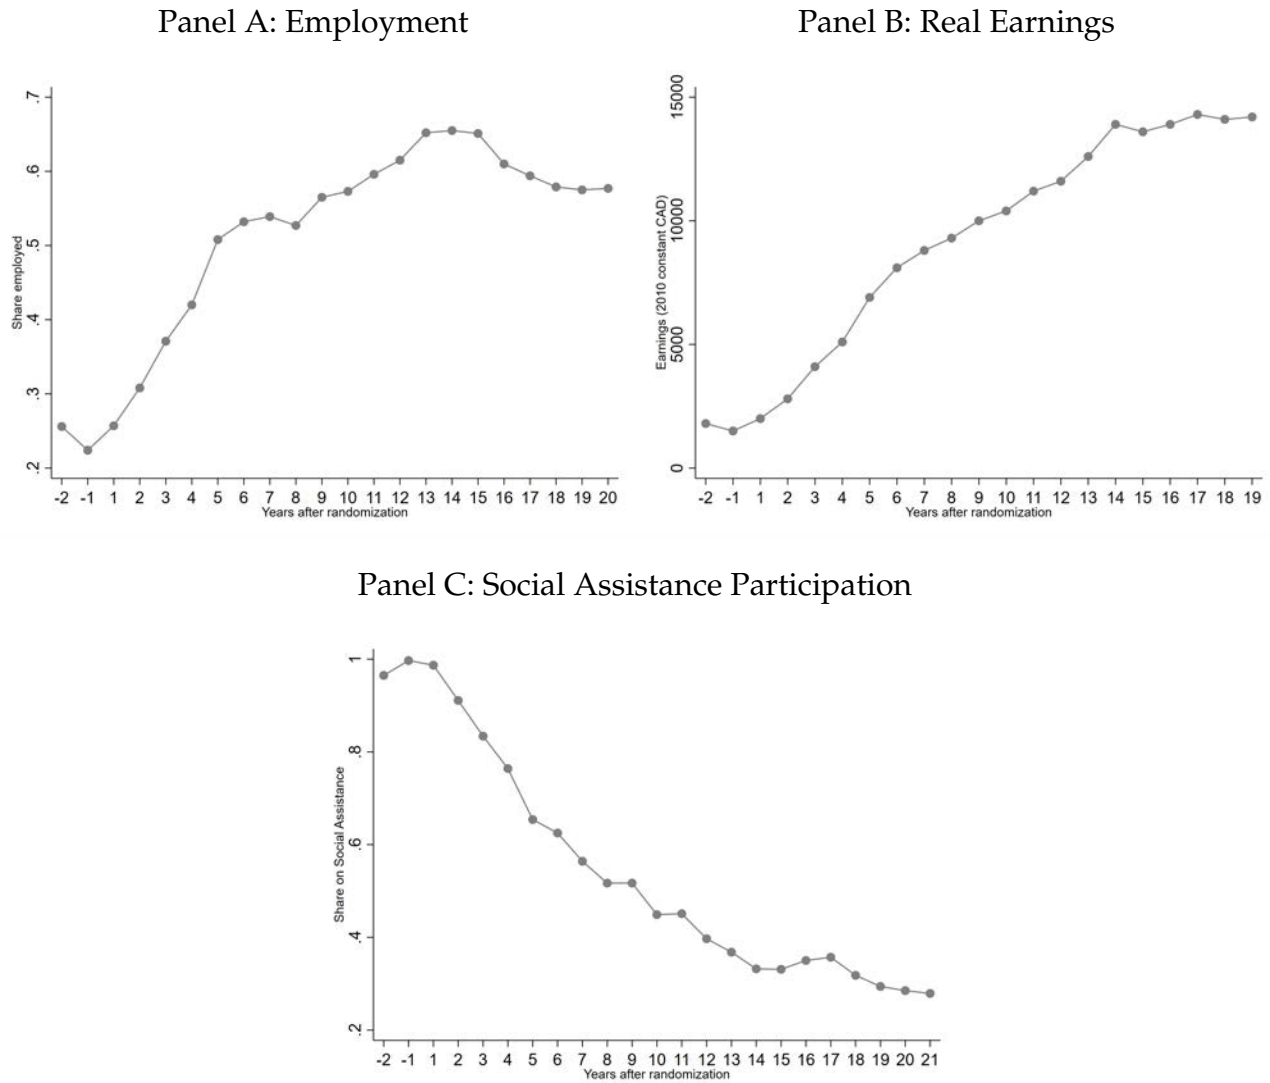 Panel A: Employment
Panel B: Real Earnings
Share employed
.7
.6
.5
.4
.3
.2
-2 -1 1 2 3 4 5 6 7 8 9 10 11 12 13 14 15 16 17 18 19 20
Years after randomization
Earnings (2010 constant CAD)
15000
10000
5000
0
-2 -1 1 2 3 4 5 6 7 8 9 10 11 12 13 14 15 16 17 18 19
Years after randomization
Panel C: Social Assistance Participation
Share on Social Assistance
1
.8
.6
.4
.2
-2 -1 1 2 3 4 5 6 7 8 9 10 11 12 13 14 15 16 17 18 19 20 21
Years after randomization